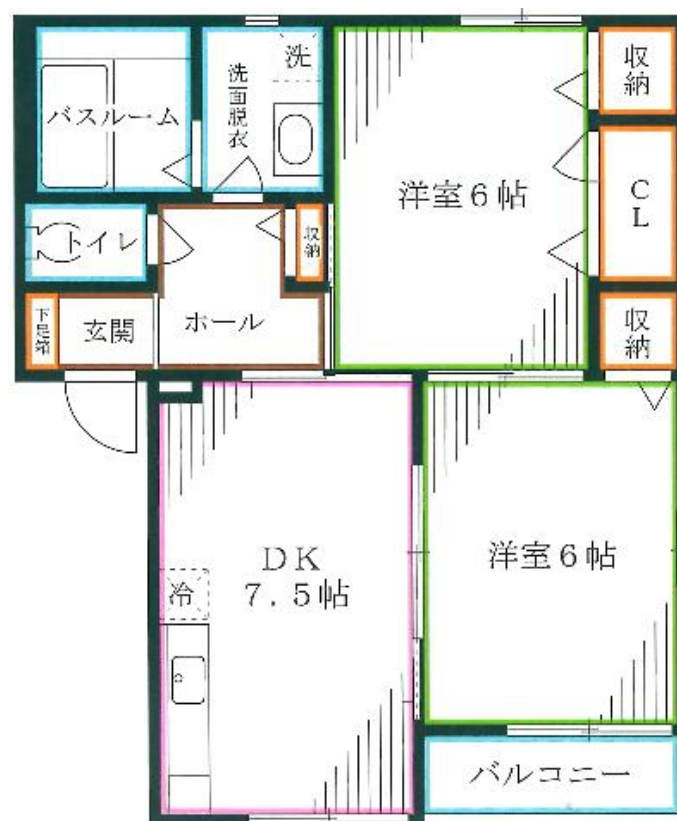 バスルーム
洗面脱衣
洗
洋室6帖
収納
CL
トイレ
収納
下足箱
玄関
ホール
収納
DK
7.5帖
冷
洋室6帖
バルコニー